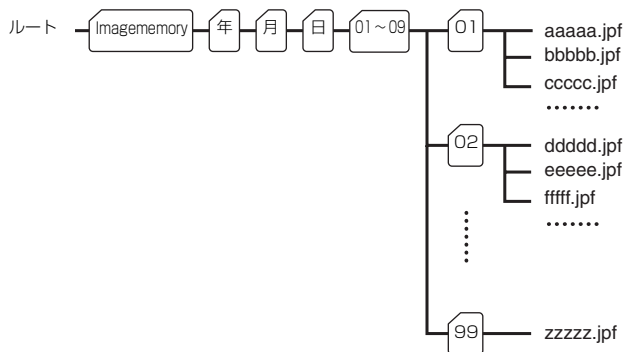 ルート Imagememory 年 月 日 01～09 01 aaaaa.jpf
bbbbb.jpf
ccccc.jpf
02 ddddd.jpf
eeeee.jpf
fffff.jpf
99 zzzzz.jpf